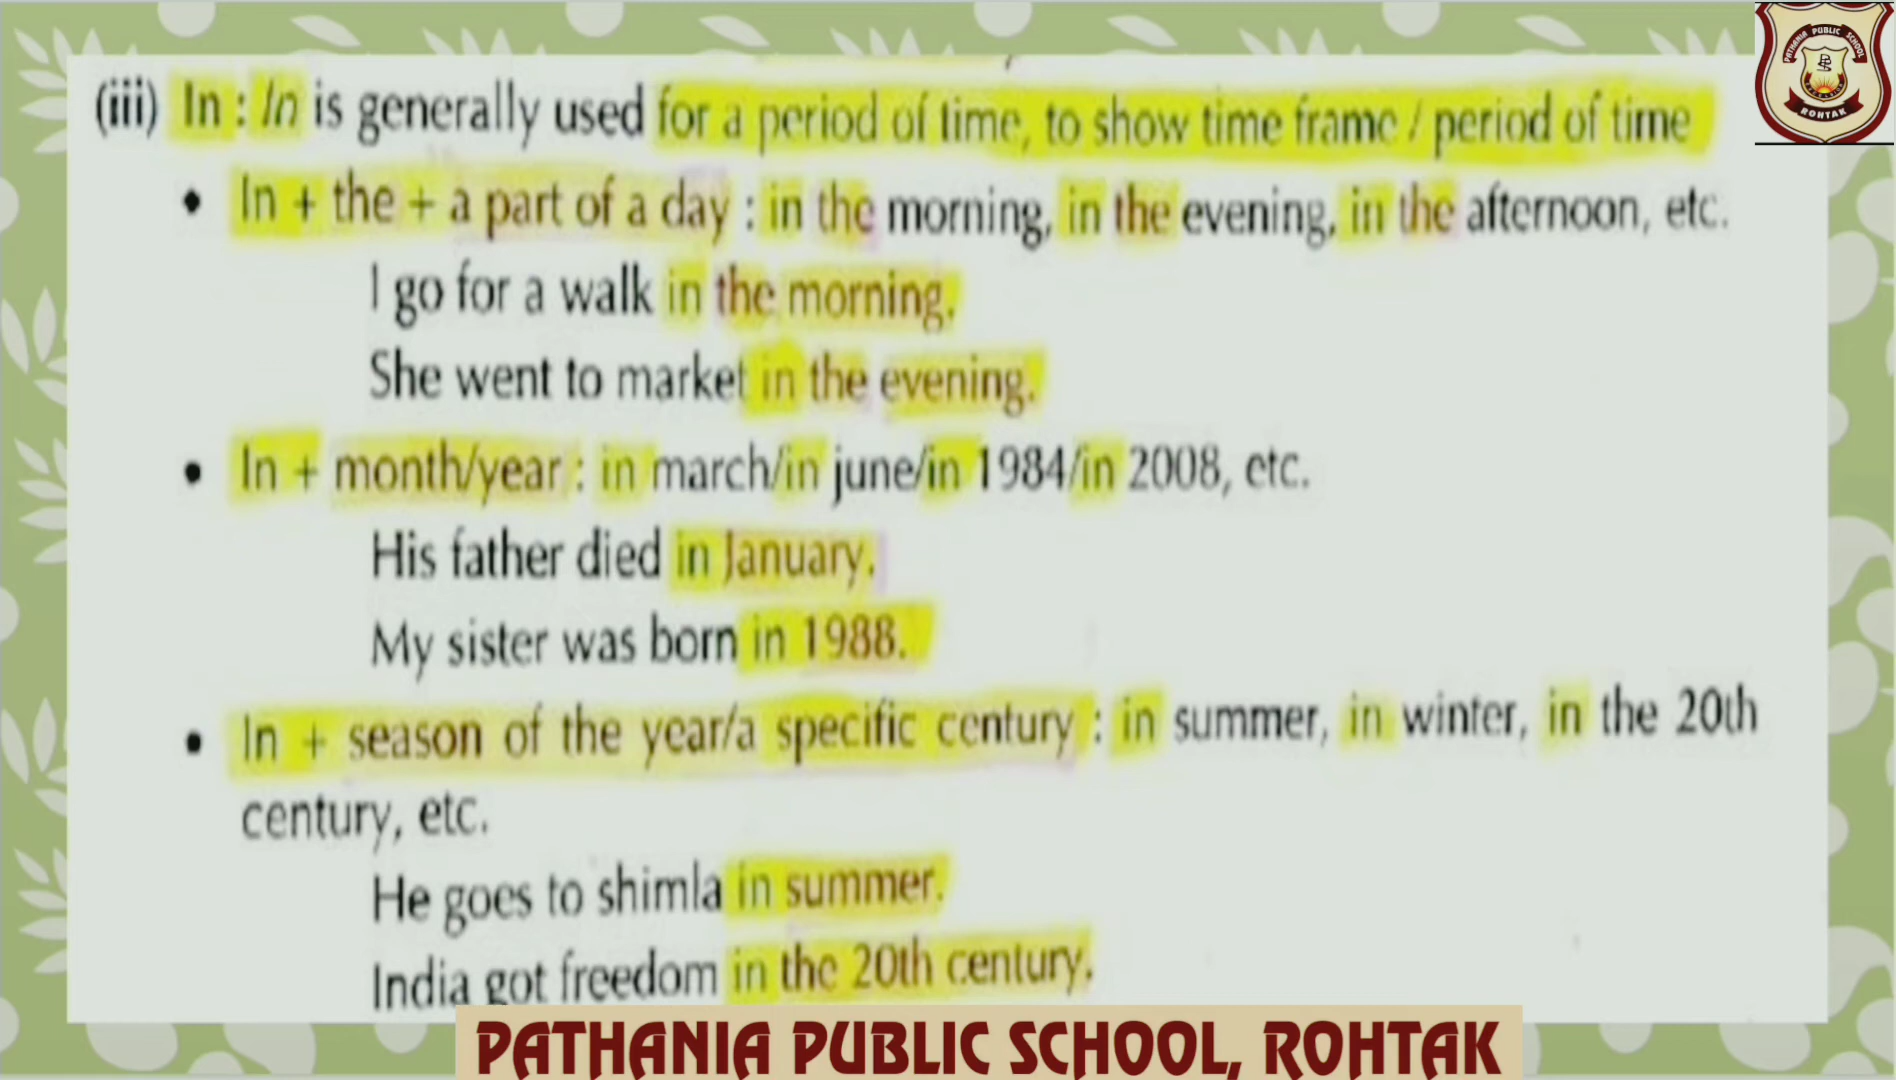 PATHANIA PUBLIC SCHOOL
ROHTAK
(iii) In : In is generally used for a period of time, to show time frame / period of time
• In + the + a part of a day : in the morning, in the evening, in the afternoon, etc.
I go for a walk in the morning.
She went to market in the evening.
• In + month/year : in march/in june/in 1984/in 2008, etc.
His father died in January.
My sister was born in 1988.
• In + season of the year/a specific century : in summer, in winter, in the 20th
century, etc.
He goes to shimla in summer.
India got freedom in the 20th century.
PATHANIA PUBLIC SCHOOL, ROHTAK